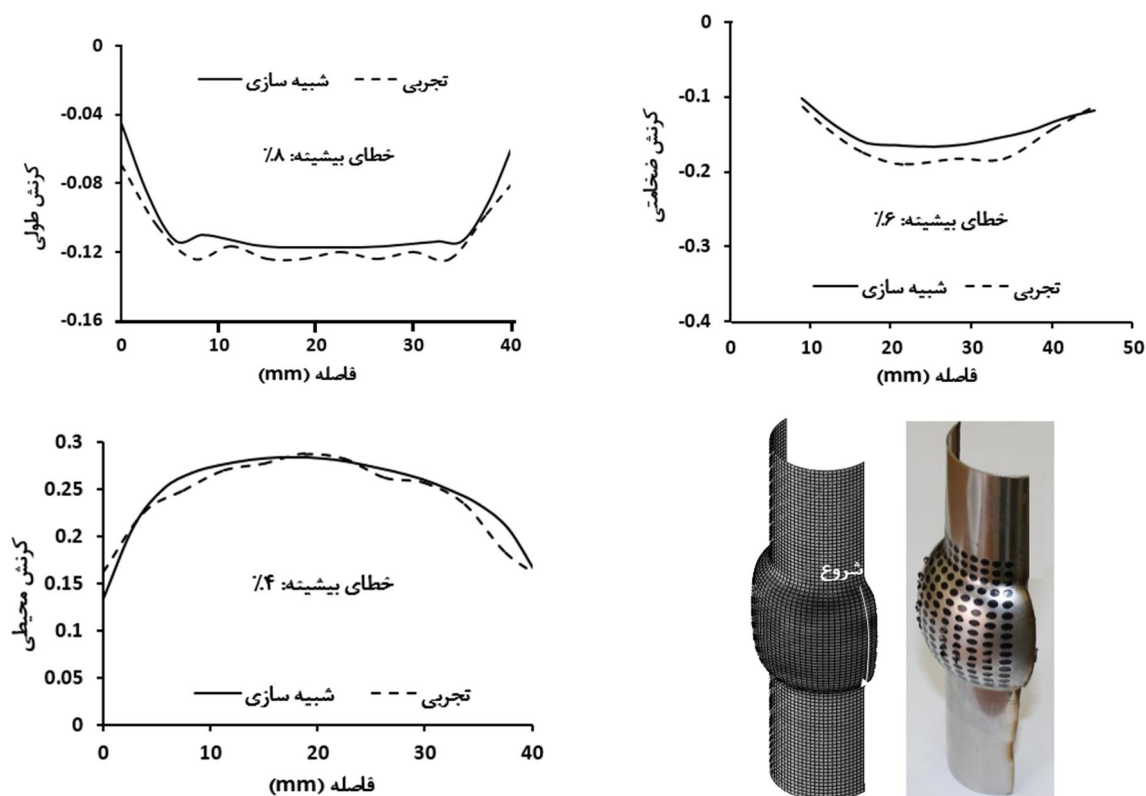 0
-0.04
-0.08
-0.12
-0.16
شبیه سازی
تجربی
خطای بیشینه: ۸٪
کرنش طولی
0 10 20 30 40
فاصله (mm)
0
-0.1
-0.2
-0.3
-0.4
کرنش ضخامتی
خطای بیشینه: ۶٪
شبیه سازی
تجربی
0 10 20 30 40 50
فاصله (mm)
0.3
0.25
0.2
0.15
0.1
0.05
0
کرنش محیطی
خطای بیشینه: ۴٪
شبیه سازی
تجربی
0 10 20 30 40
فاصله (mm)
شروع